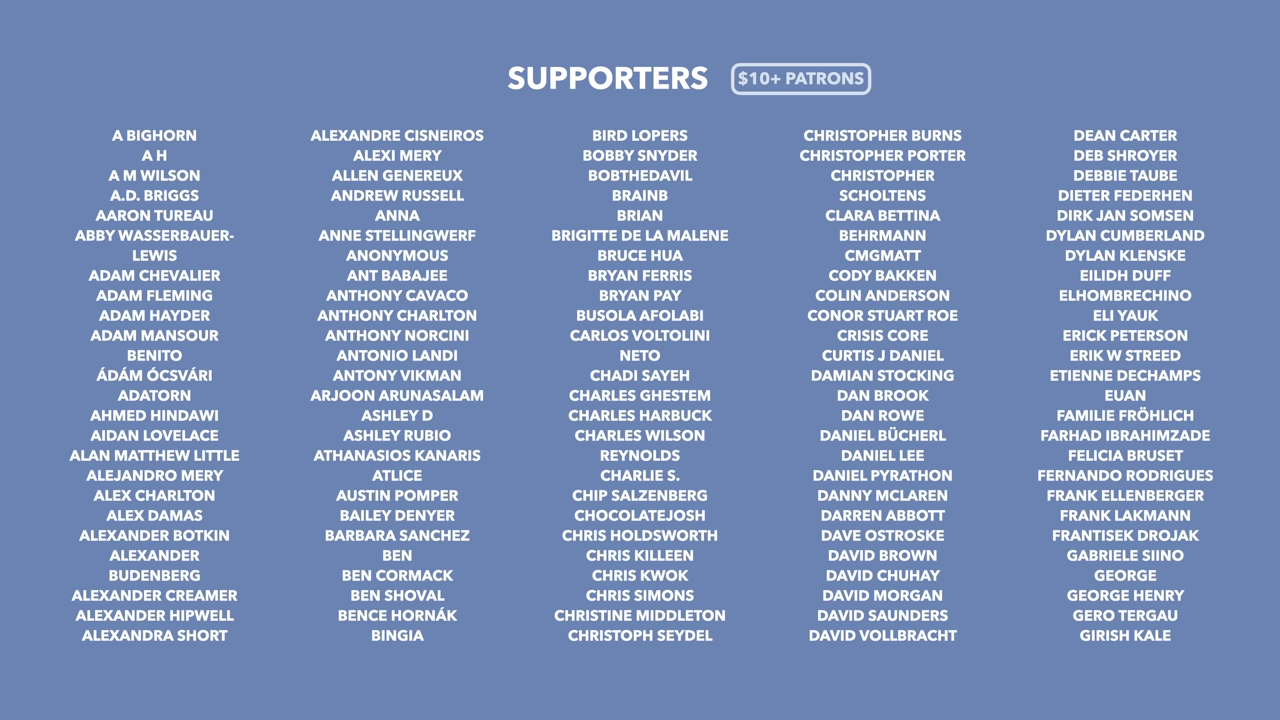 SUPPORTERS $10+ PATRONS
A BIGHORN
A H
A M WILSON
A.D. BRIGGS
AARON TUREAU
ABBY WASSERBAUER-
LEWIS
ADAM CHEVALIER
ADAM FLEMING
ADAM HAYDER
ADAM MANSOUR
BENITO
ÁDÁM ÓCSVÁRI
ADATORN
AHMED HINDAWI
AIDAN LOVELACE
ALAN MATTHEW LITTLE
ALEJANDRO MERY
ALEX CHARLTON
ALEX DAMAS
ALEXANDER BOTKIN
ALEXANDER
BUDENBERG
ALEXANDER CREAMER
ALEXANDER HIPWELL
ALEXANDRA SHORT
ALEXANDRE CISNEIROS
ALEXI MERY
ALLEN GENEREUX
ANDREW RUSSELL
ANNA
ANNE STELLINGWERF
ANONYMOUS
ANT BABAJEE
ANTHONY CAVACO
ANTHONY CHARLTON
ANTHONY NORCINI
ANTONIO LANDI
ANTONY VIKMAN
ARJOON ARUNASALAM
ASHLEY D
ASHLEY RUBIO
ATHANASIOS KANARIS
ATLICE
AUSTIN POMPER
BAILEY DENYER
BARBARA SANCHEZ
BEN
BEN CORMACK
BEN SHOVAL
BENCE HORNÁK
BINGIA
BIRD LOPERS
BOBBY SNYDER
BOBTHEDAVIL
BRAINB
BRIAN
BRIGITTE DE LA MALENE
BRUCE HUA
BRYAN FERRIS
BRYAN PAY
BUSOLA AFOLABI
CARLOS VOLTOLINI
NETO
CHADI SAYEH
CHARLES GHESTEM
CHARLES HARBUCK
CHARLES WILSON
REYNOLDS
CHARLIE S.
CHIP SALZENBERG
CHOCOLATEJOSH
CHRIS HOLDSWORTH
CHRIS KILLEEN
CHRIS KWOK
CHRIS SIMONS
CHRISTINE MIDDLETON
CHRISTOPH SEYDEL
CHRISTOPHER BURNS
CHRISTOPHER PORTER
CHRISTOPHER
SCHOLTENS
CLARA BETTINA
BEHRMANN
CMGMATT
CODY BAKKEN
COLIN ANDERSON
CONOR STUART ROE
CRISIS CORE
CURTIS J DANIEL
DAMIAN STOCKING
DAN BROOK
DAN ROWE
DANIEL BÜCHERL
DANIEL LEE
DANIEL PYRATHON
DANNY MCLAREN
DARREN ABBOTT
DAVE OSTROSKE
DAVID BROWN
DAVID CHUHAY
DAVID MORGAN
DAVID SAUNDERS
DAVID VOLLBRACHT
DEAN CARTER
DEB SHROYER
DEBBIE TAUBE
DIETER FEDERHEN
DIRK JAN SOMSEN
DYLAN CUMBERLAND
DYLAN KLENSKE
EILIDH DUFF
ELHOMBRECHINO
ELI YAUK
ERICK PETERSON
ERIK W STREED
ETIENNE DECHAMPS
EUAN
FAMILIE FRÖHLICH
FARHAD IBRAHIMZADE
FELICIA BRUSET
FERNANDO RODRIGUES
FRANK ELLENBERGER
FRANK LAKMANN
FRANTISEK DROJAK
GABRIELE SIINO
GEORGE
GEORGE HENRY
GERO TERGAU
GIRISH KALE